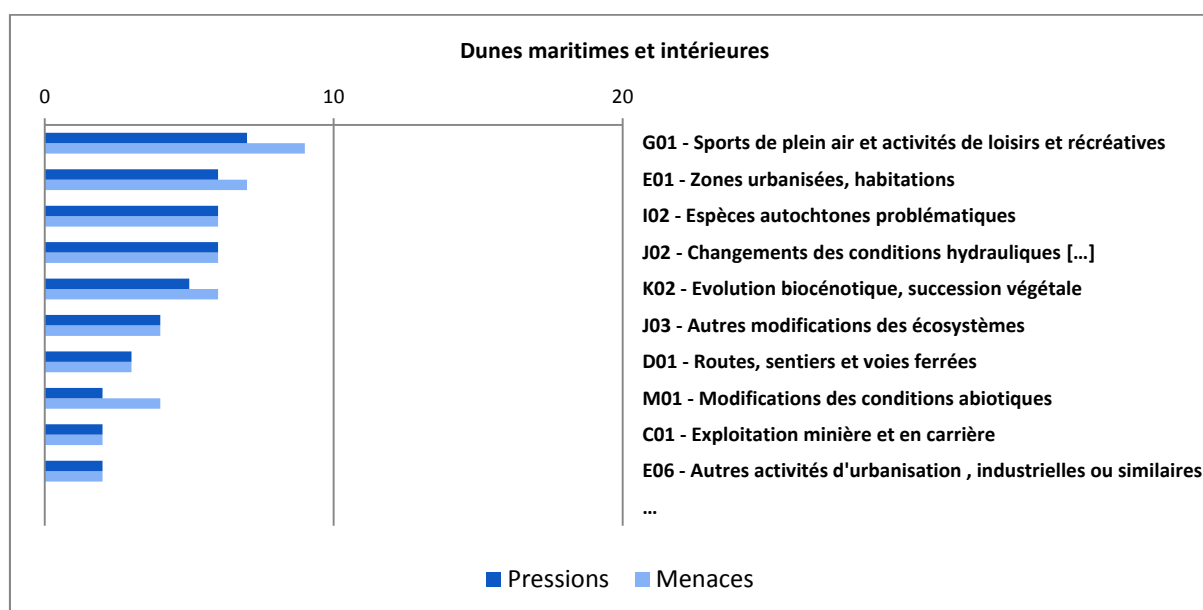 Dunes maritimes et intérieures
0 10 20
G01 - Sports de plein air et activités de loisirs et récréatives
E01 - Zones urbanisées, habitations
I02 - Espèces autochtones problématiques
J02 - Changements des conditions hydrauliques […]
K02 - Evolution biocénotique, succession végétale
J03 - Autres modifications des écosystèmes
D01 - Routes, sentiers et voies ferrées
M01 - Modifications des conditions abiotiques
C01 - Exploitation minière et en carrière
E06 - Autres activités d'urbanisation , industrielles ou similaires
…
Pressions Menaces